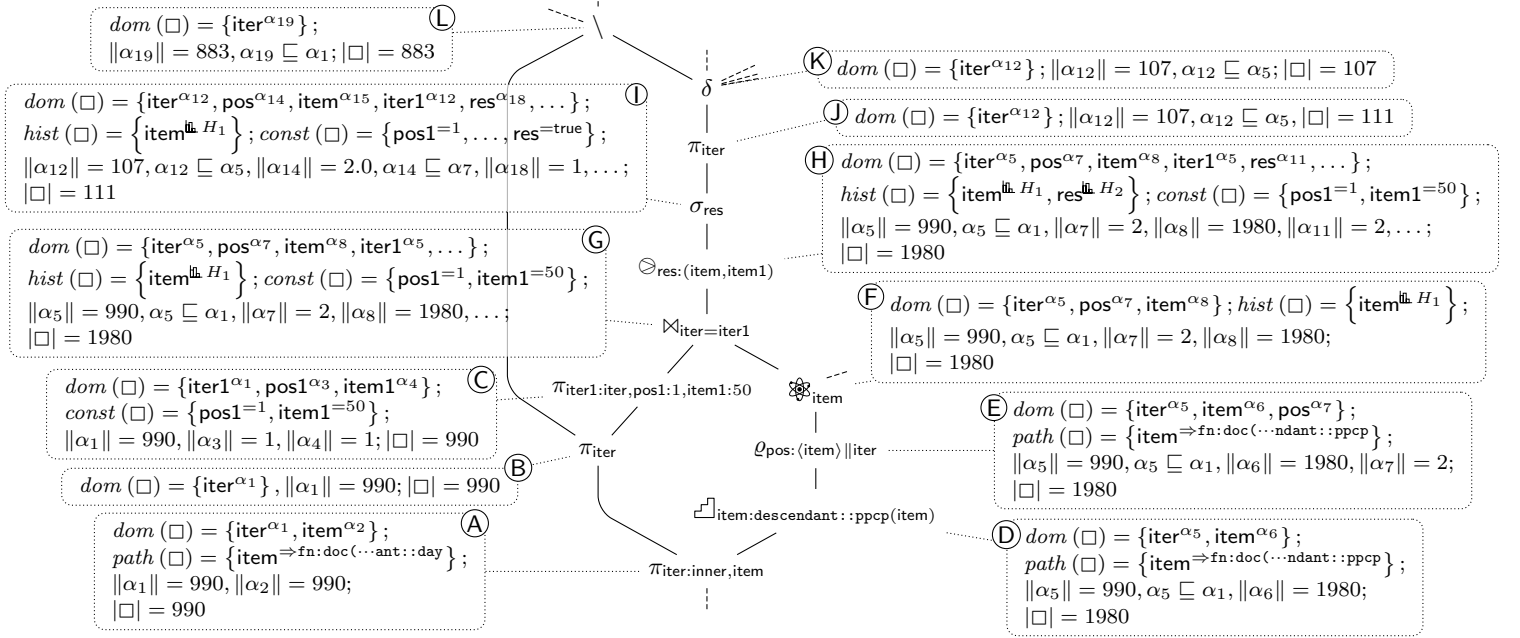 Ⓛ
dom (□) = {iter^α₁₉} ;
‖α₁₉‖ = 883, α₁₉ ⊑ α₁; |□| = 883
\
Ⓚ dom (□) = {iter^α₁₂} ; ‖α₁₂‖ = 107, α₁₂ ⊑ α₅; |□| = 107
δ
Ⓘ
dom (□) = {iter^α₁₂, pos^α₁₄, item^α₁₅, iter1^α₁₂, res^α₁₈, . . .} ;
hist (□) = {item^H₁} ; const (□) = {pos1^=1, . . . , res^=true} ;
‖α₁₂‖ = 107, α₁₂ ⊑ α₅, ‖α₁₄‖ = 2.0, α₁₄ ⊑ α₇, ‖α₁₈‖ = 1, . . . ;
|□| = 111
Ⓙ dom (□) = {iter^α₁₂} ; ‖α₁₂‖ = 107, α₁₂ ⊑ α₅, |□| = 111
π iter
Ⓗ
dom (□) = {iter^α₅, pos^α₇, item^α₈, iter1^α₅, res^α₁₁, . . .} ;
hist (□) = {item^H₁, res^H₂} ; const (□) = {pos1^=1, item1^=50} ;
‖α₅‖ = 990, α₅ ⊑ α₁, ‖α₇‖ = 2, ‖α₈‖ = 1980, ‖α₁₁‖ = 2, . . . ;
|□| = 1980
σ res
Ⓖ
dom (□) = {iter^α₅, pos^α₇, item^α₈, iter1^α₅, . . .} ;
hist (□) = {item^H₁} ; const (□) = {pos1^=1, item1^=50} ;
‖α₅‖ = 990, α₅ ⊑ α₁, ‖α₇‖ = 2, ‖α₈‖ = 1980, . . . ;
|□| = 1980
res:(item,item1)
Ⓕ
dom (□) = {iter^α₅, pos^α₇, item^α₈} ; hist (□) = {item^H₁} ;
‖α₅‖ = 990, α₅ ⊑ α₁, ‖α₇‖ = 2, ‖α₈‖ = 1980;
|□| = 1980
⋈ iter=iter1
Ⓒ
dom (□) = {iter1^α₁, pos1^α₃, item1^α₄} ;
const (□) = {pos1^=1, item1^=50} ;
‖α₁‖ = 990, ‖α₃‖ = 1, ‖α₄‖ = 1; |□| = 990
π iter1:iter,pos1:1,item1:50
item
Ⓔ
dom (□) = {iter^α₅, item^α₆, pos^α₇} ;
path (□) = {item^⇒fn:doc(···ndant::ppcp} ;
‖α₅‖ = 990, α₅ ⊑ α₁, ‖α₆‖ = 1980, ‖α₇‖ = 2;
|□| = 1980
π iter
ϱ pos:⟨item⟩‖iter
Ⓑ
dom (□) = {iter^α₁} , ‖α₁‖ = 990; |□| = 990
item:descendant::ppcp(item)
Ⓐ
dom (□) = {iter^α₁, item^α₂} ;
path (□) = {item^⇒fn:doc(···ant::day} ;
‖α₁‖ = 990, ‖α₂‖ = 990;
|□| = 990
π iter:inner,item
Ⓓ
dom (□) = {iter^α₅, item^α₆} ;
path (□) = {item^⇒fn:doc(···ndant::ppcp} ;
‖α₅‖ = 990, α₅ ⊑ α₁, ‖α₆‖ = 1980;
|□| = 1980